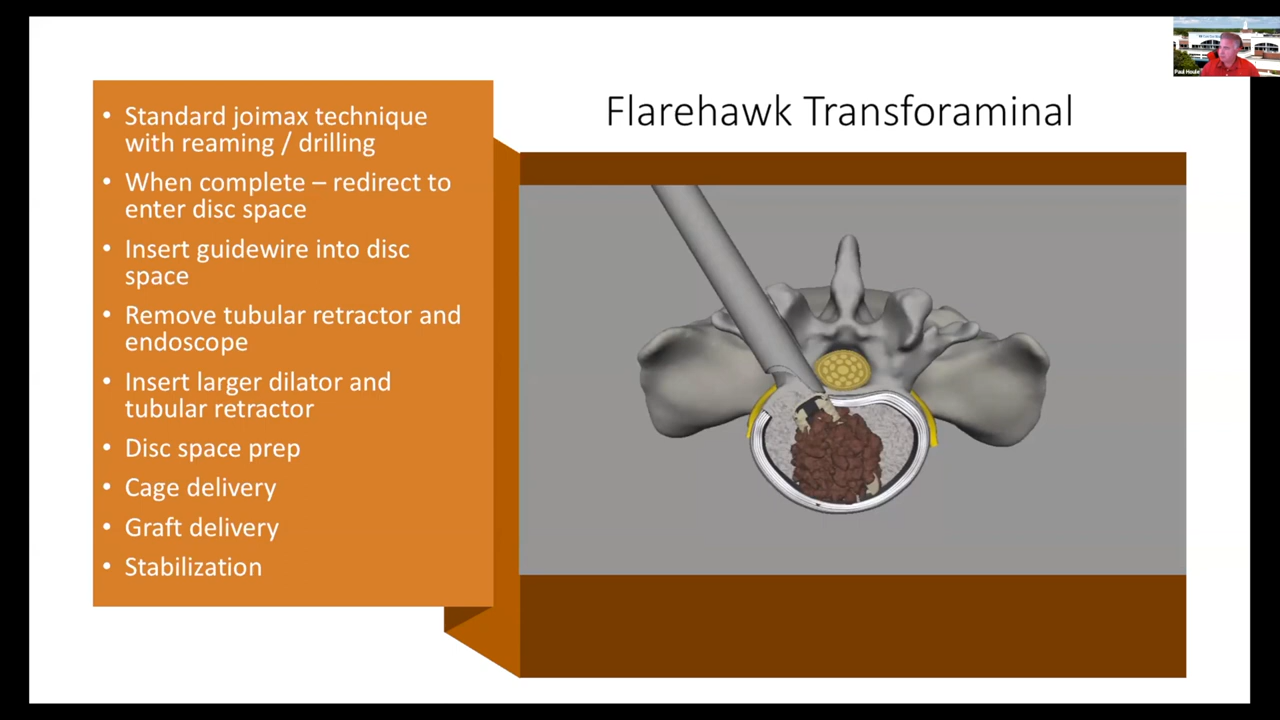 Paul Houle
Flarehawk Transforaminal
• Standard joimax technique
with reaming / drilling
• When complete – redirect to
enter disc space
• Insert guidewire into disc
space
• Remove tubular retractor and
endoscope
• Insert larger dilator and
tubular retractor
• Disc space prep
• Cage delivery
• Graft delivery
• Stabilization